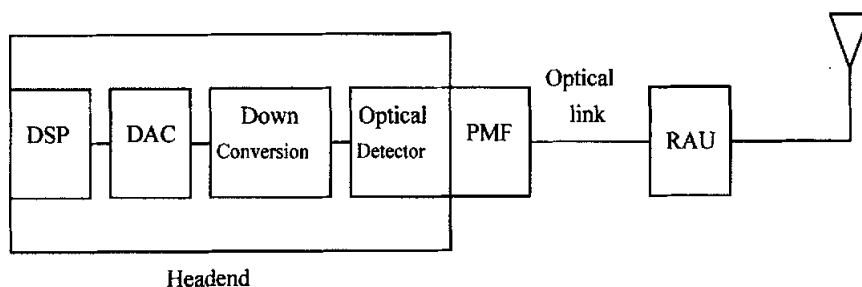 DSP
DAC
Down
Conversion
Optical
Detector
PMF
Optical
link
RAU
Headend